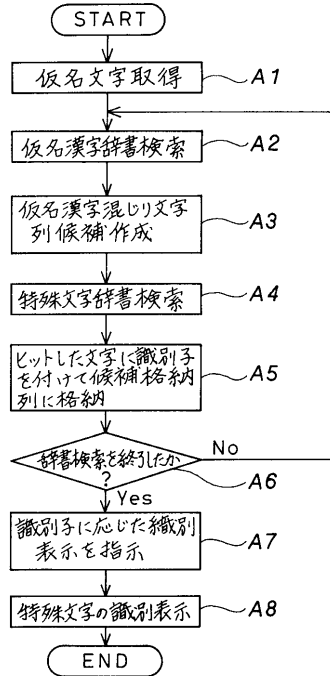 START
仮名文字取得
A1
仮名漢字辞書検索
A2
仮名漢字混じり文字
列候補作成
A3
特殊文字辞書検索
A4
ヒットした文字に識別子
を付けて候補格納
列に格納
A5
辞書検索を終了したか
?
No
A6
Yes
識別子に応じた識別
表示を指示
A7
特殊文字の識別表示
A8
END